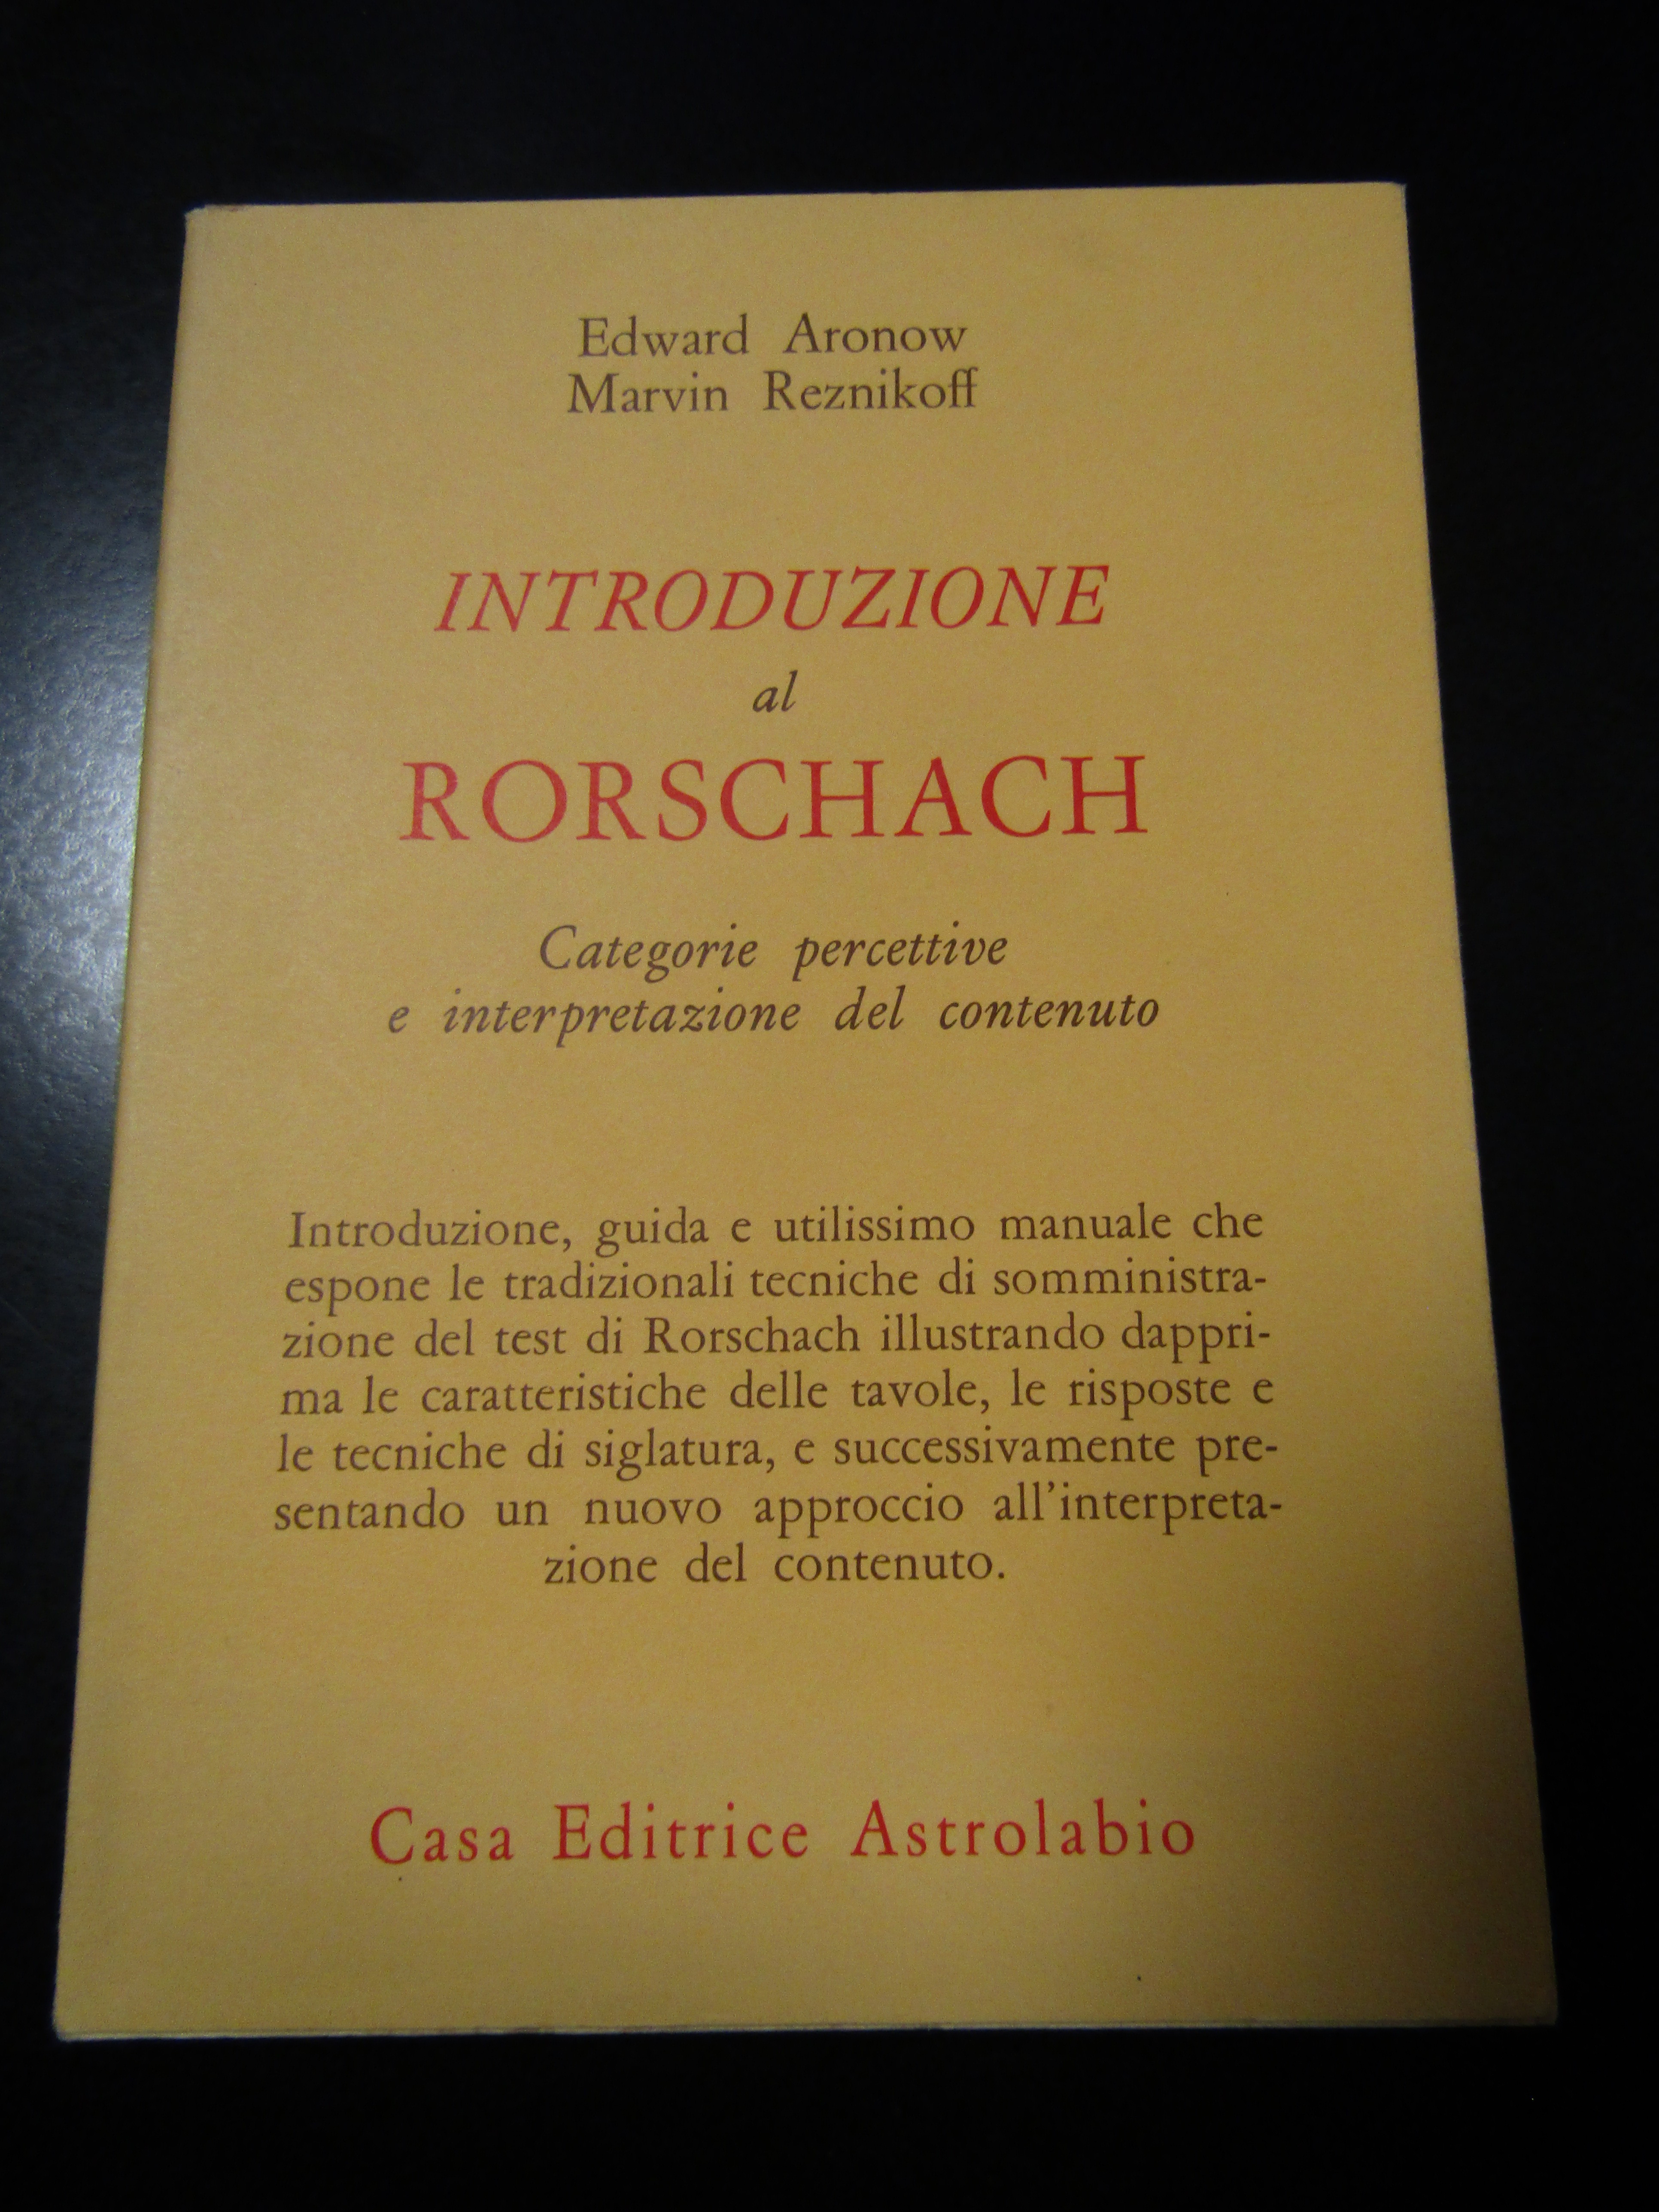 Edward Aronow
Marvin Reznikoff
INTRODUZIONE
al
RORSCHACH
Categorie percettive
e interpretazione del contenuto
Introduzione, guida e utilissimo manuale che
espone le tradizionali tecniche di somministra-
zione del test di Rorschach illustrando dappri-
ma le caratteristiche delle tavole, le risposte e
le tecniche di siglatura, e successivamente pre-
sentando un nuovo approccio all'interpreta-
zione del contenuto.
Casa Editrice Astrolabio